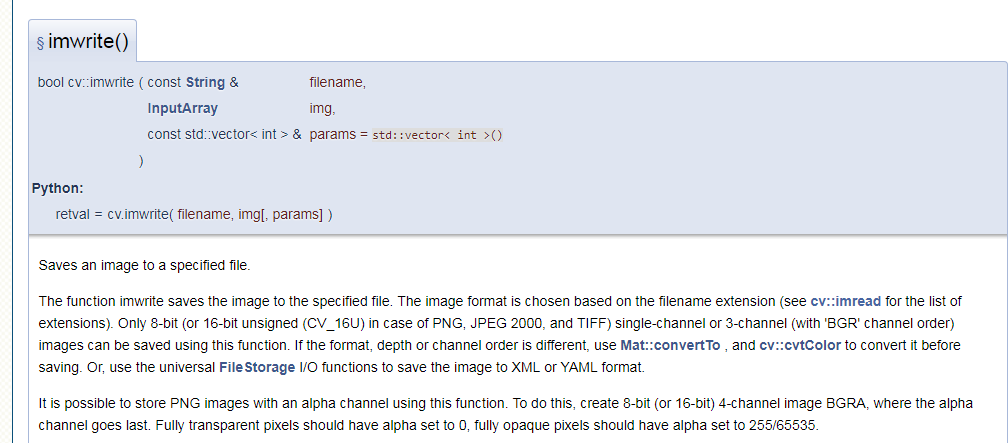 § imwrite()
bool cv::imwrite ( const String & filename,
InputArray img,
const std::vector< int > & params = std::vector< int >()
)
Python:
retval = cv.imwrite( filename, img[, params] )
Saves an image to a specified file.
The function imwrite saves the image to the specified file. The image format is chosen based on the filename extension (see cv::imread for the list of
extensions). Only 8-bit (or 16-bit unsigned (CV_16U) in case of PNG, JPEG 2000, and TIFF) single-channel or 3-channel (with 'BGR' channel order)
images can be saved using this function. If the format, depth or channel order is different, use Mat::convertTo , and cv::cvtColor to convert it before
saving. Or, use the universal FileStorage I/O functions to save the image to XML or YAML format.
It is possible to store PNG images with an alpha channel using this function. To do this, create 8-bit (or 16-bit) 4-channel image BGRA, where the alpha
channel goes last. Fully transparent pixels should have alpha set to 0, fully opaque pixels should have alpha set to 255/65535.